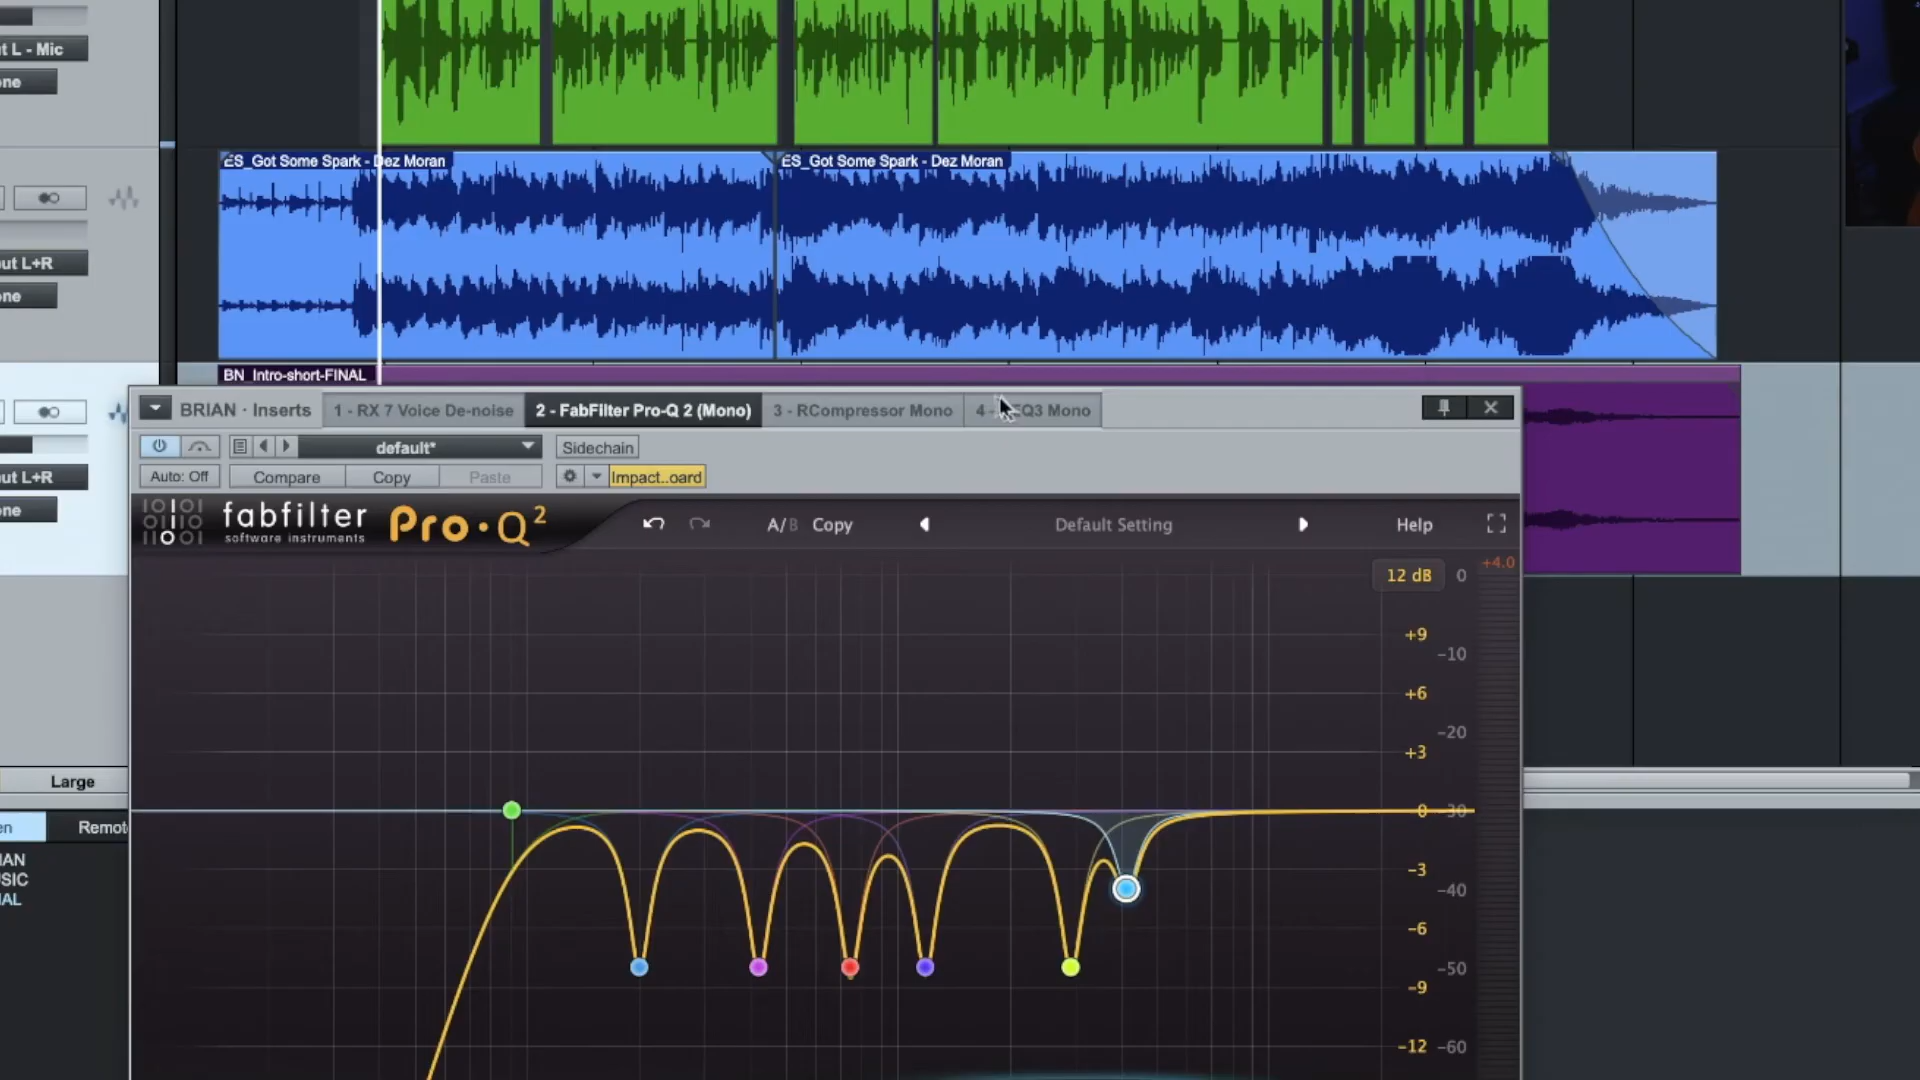 t L - Mic
ne
ES_Got Some Spark - Dez Moran
ES_Got Some Spark - Dez Moran
ut L+R
ne
BN_Intro-short-FINAL
BRIAN · Inserts
1 - RX 7 Voice De-noise
2 - FabFilter Pro-Q 2 (Mono)
3 - RCompressor Mono
4 - EQ3 Mono
default*
Sidechain
Auto: Off
Compare
Copy
Paste
Impact..oard
ut L+R
ne
fabfilter
software instruments
Pro·Q2
A/B
Copy
Default Setting
Help
12 dB
0
+4.0
+9
-10
+6
-20
+3
0
-30
-3
-40
-6
-50
-9
-12
-60
Large
en
Remot
IAN
SIC
AL